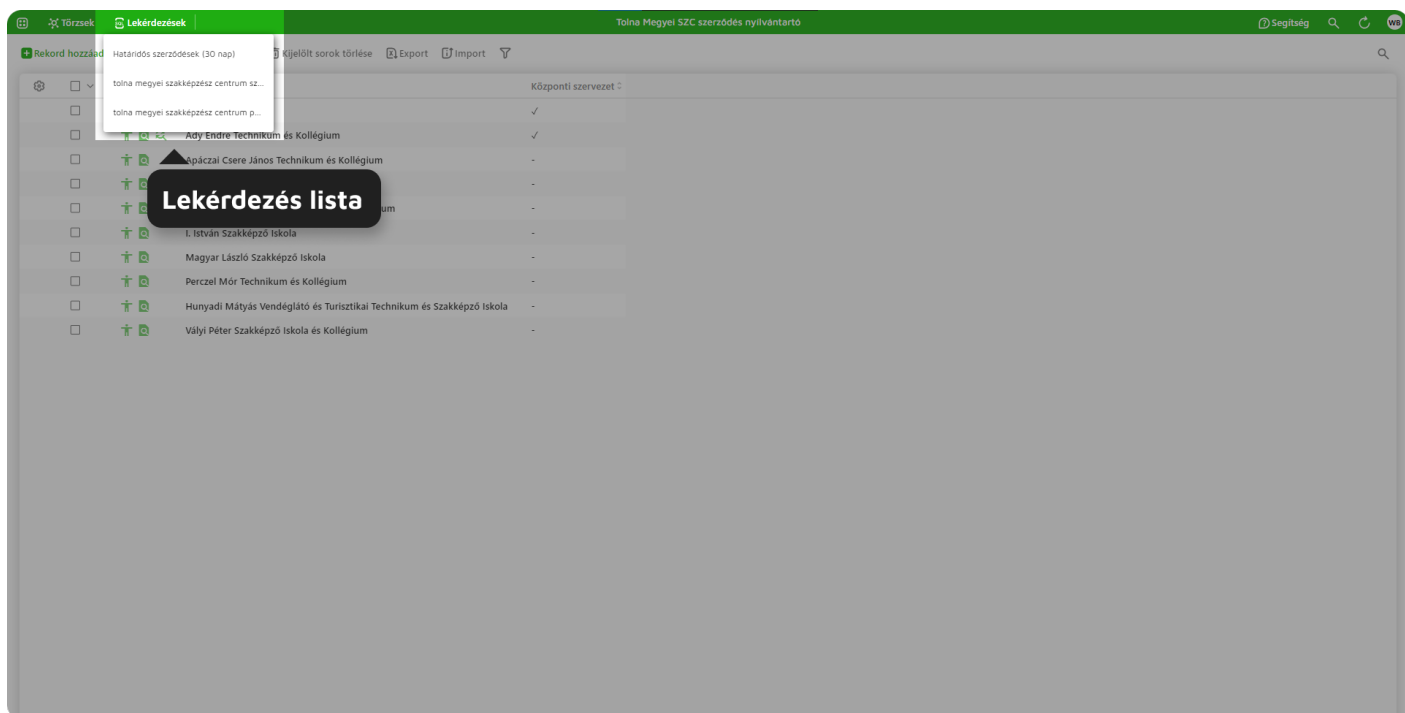 Törzsek Lekérdezések Tolna Megyei SZC szerződés nyilvántartó Segítség WB
Rekord hozzáad Kijelölt sorok törlése Export Import
Határidős szerződések (30 nap)
tolna megyei szakképzész centrum sz...
tolna megyei szakképzész centrum p...
Központi szervezet
✓
Ady Endre Technikum és Kollégium ✓
Apáczai Csere János Technikum és Kollégium -
-
Lekérdezés lista
um -
I. István Szakképző Iskola -
Magyar László Szakképző Iskola -
Perczel Mór Technikum és Kollégium -
Hunyadi Mátyás Vendéglátó és Turisztikai Technikum és Szakképző Iskola -
Vályi Péter Szakképző Iskola és Kollégium -